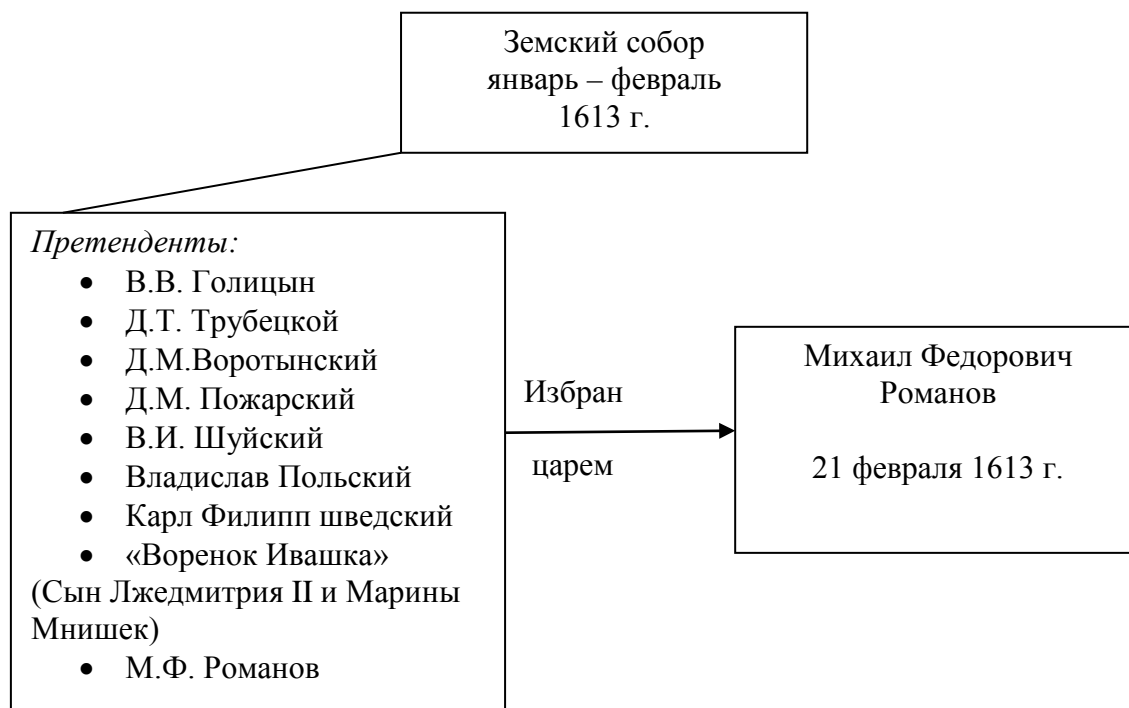 Земский собор
январь – февраль
1613 г.
Претенденты:
• В.В. Голицын
• Д.Т. Трубецкой
• Д.М.Воротынский
• Д.М. Пожарский
• В.И. Шуйский
• Владислав Польский
• Карл Филипп шведский
• «Воренок Ивашка»
(Сын Лжедмитрия II и Марины
Мнишек)
• М.Ф. Романов
Избран
царем
Михаил Федорович
Романов
21 февраля 1613 г.